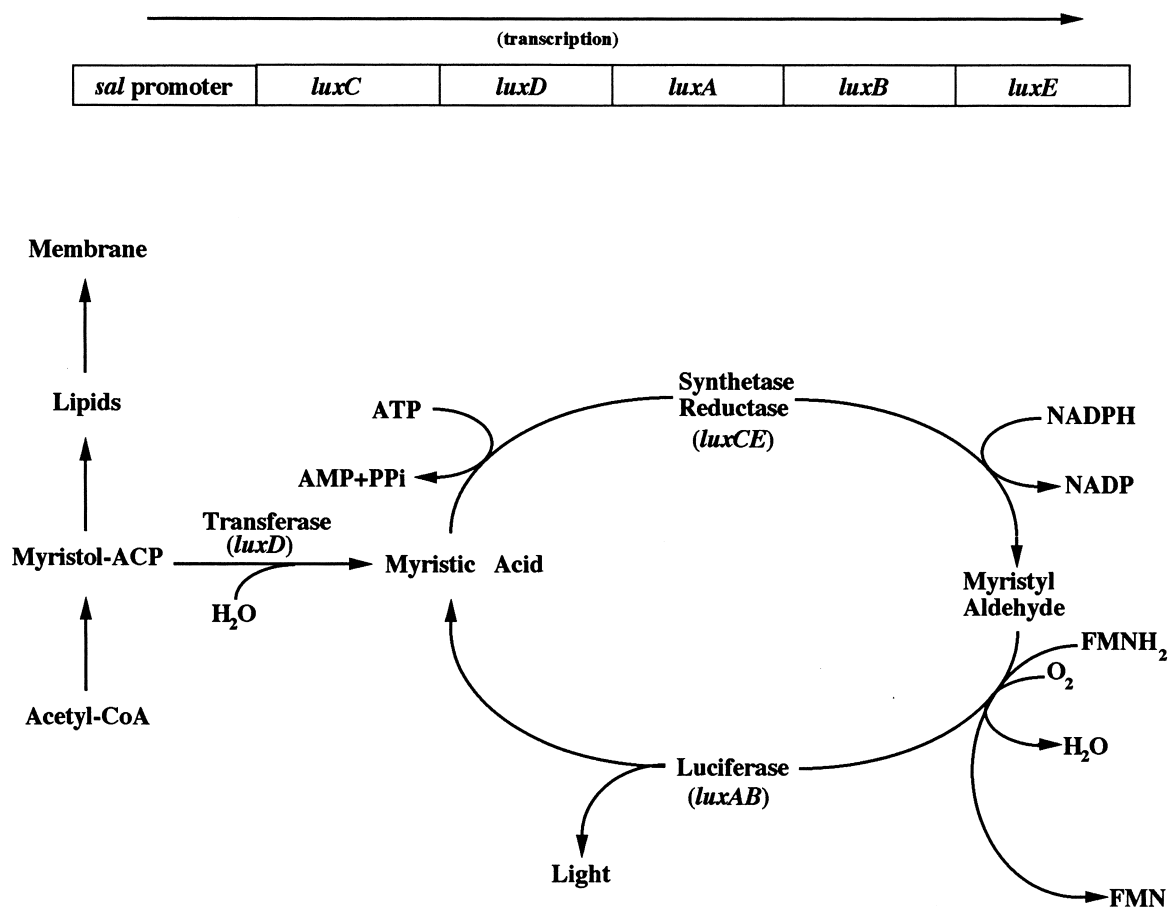 (transcription)
sal promoter luxC luxD luxA luxB luxE
Membrane
Lipids
Myristol-ACP
Acetyl-CoA
Transferase
(luxD)
H2O
Myristic Acid
ATP
AMP+PPi
Synthetase
Reductase
(luxCE)
NADPH
NADP
Myristyl
Aldehyde
FMNH2
O2
H2O
FMN
Luciferase
(luxAB)
Light